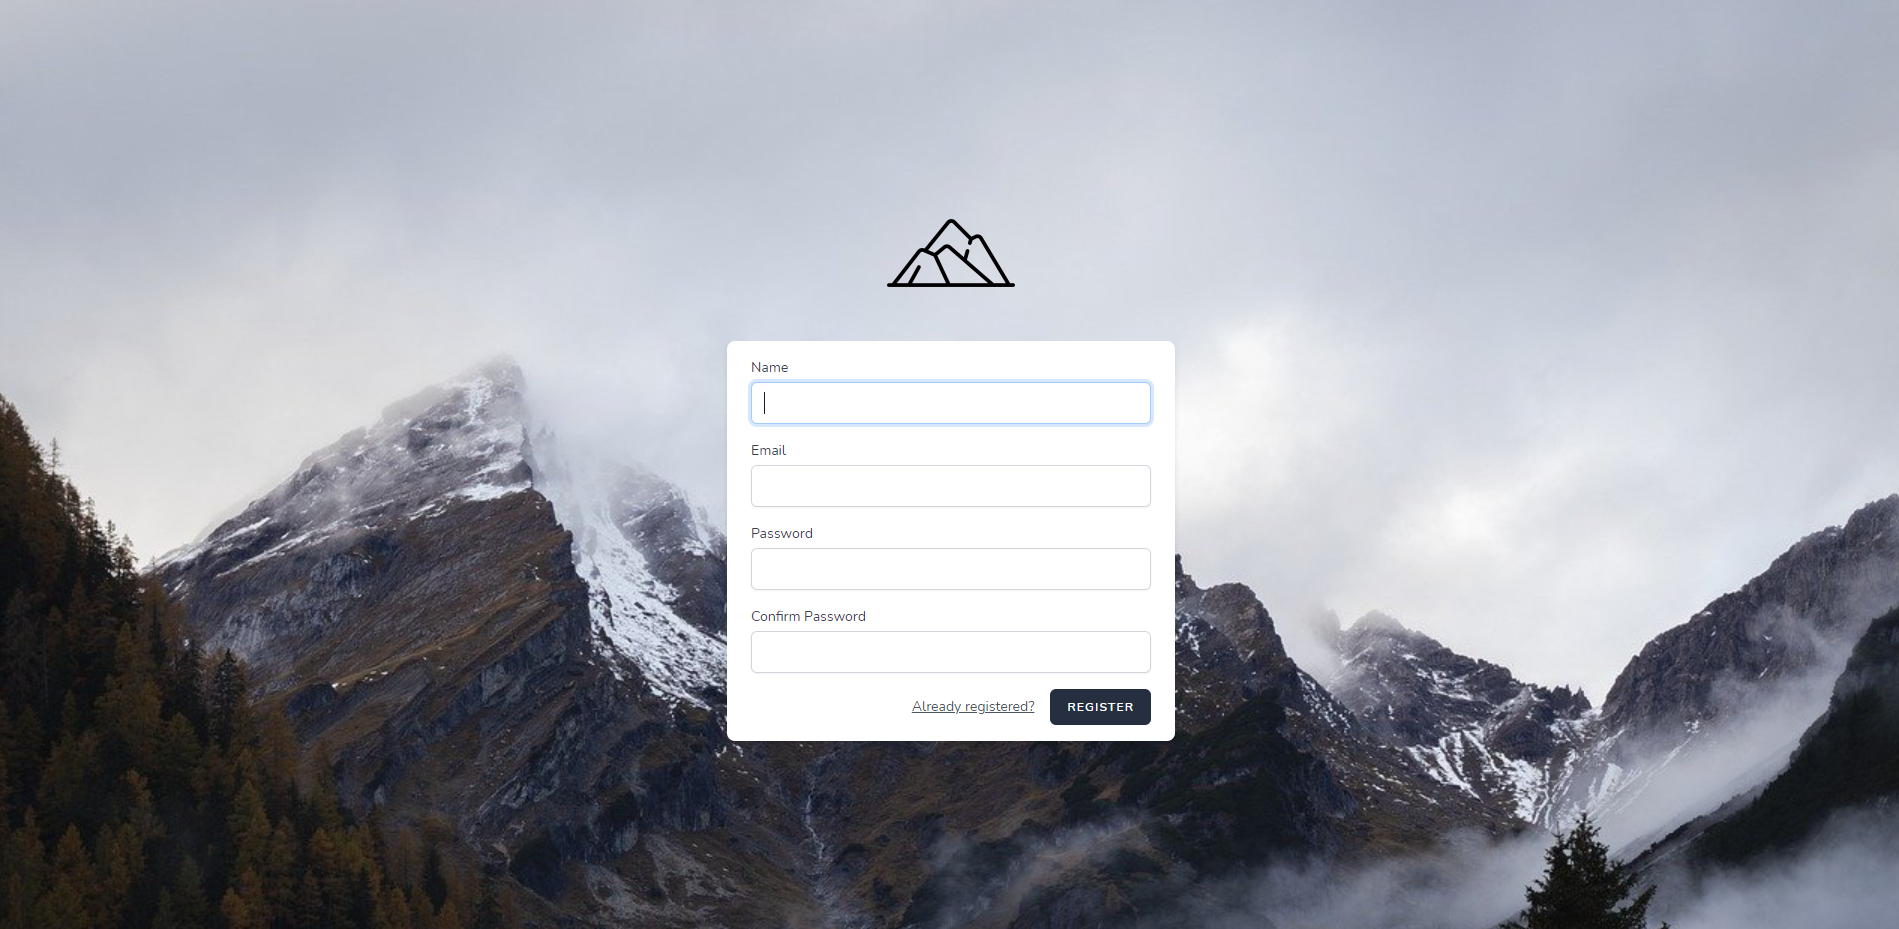 Name
Email
Password
Confirm Password
Already registered? REGISTER